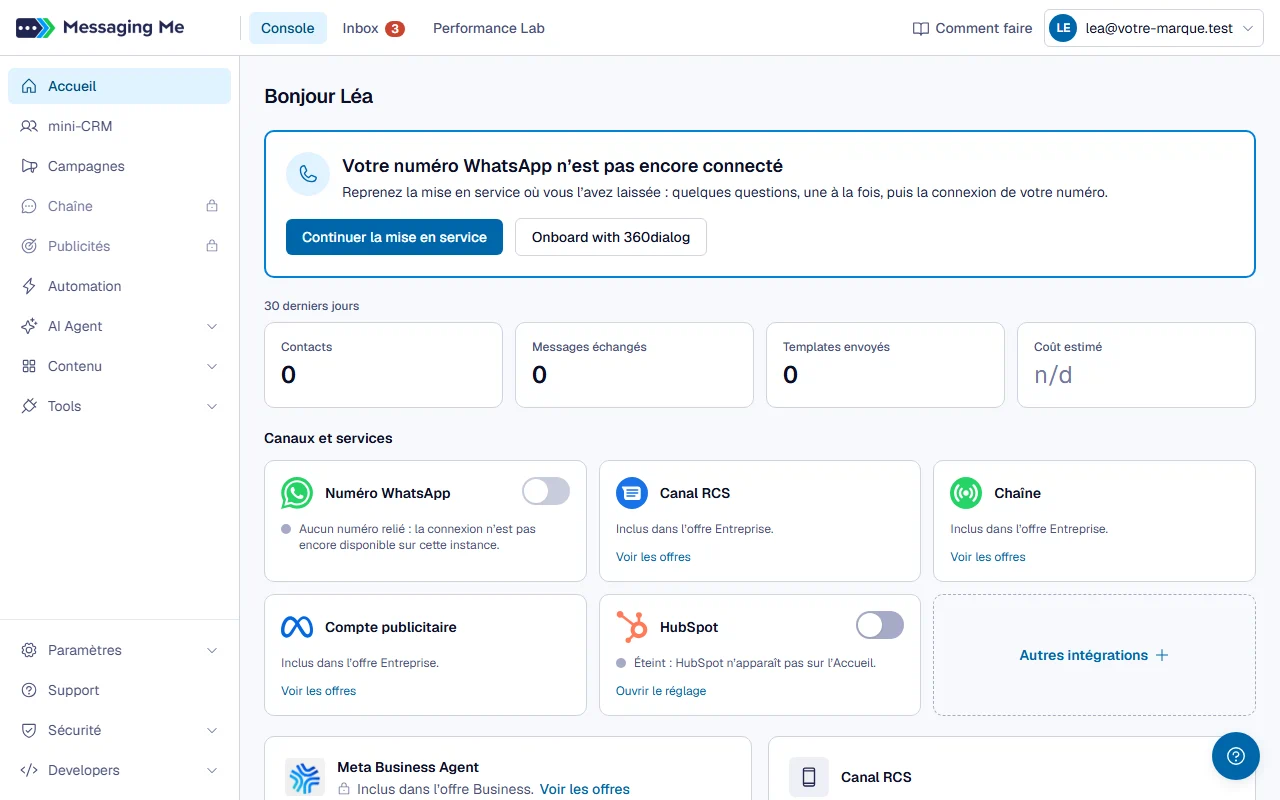 Messaging Me
Console
Inbox 3
Performance Lab
Comment faire
LE lea@votre-marque.test
Accueil
mini-CRM
Campagnes
Chaîne
Publicités
Automation
AI Agent
Contenu
Tools
Paramètres
Support
Sécurité
Developers
Bonjour Léa
Votre numéro WhatsApp n’est pas encore connecté
Reprenez la mise en service où vous l’avez laissée : quelques questions, une à la fois, puis la connexion de votre numéro.
Continuer la mise en service
Onboard with 360dialog
30 derniers jours
Contacts
0
Messages échangés
0
Templates envoyés
0
Coût estimé
n/d
Canaux et services
Numéro WhatsApp
Aucun numéro relié : la connexion n’est pas
encore disponible sur cette instance.
Canal RCS
Inclus dans l’offre Entreprise.
Voir les offres
Chaîne
Inclus dans l’offre Entreprise.
Voir les offres
Compte publicitaire
Inclus dans l’offre Entreprise.
Voir les offres
HubSpot
Éteint : HubSpot n’apparaît pas sur l’Accueil.
Ouvrir le réglage
Autres intégrations
Meta Business Agent
Inclus dans l’offre Business. Voir les offres
Canal RCS